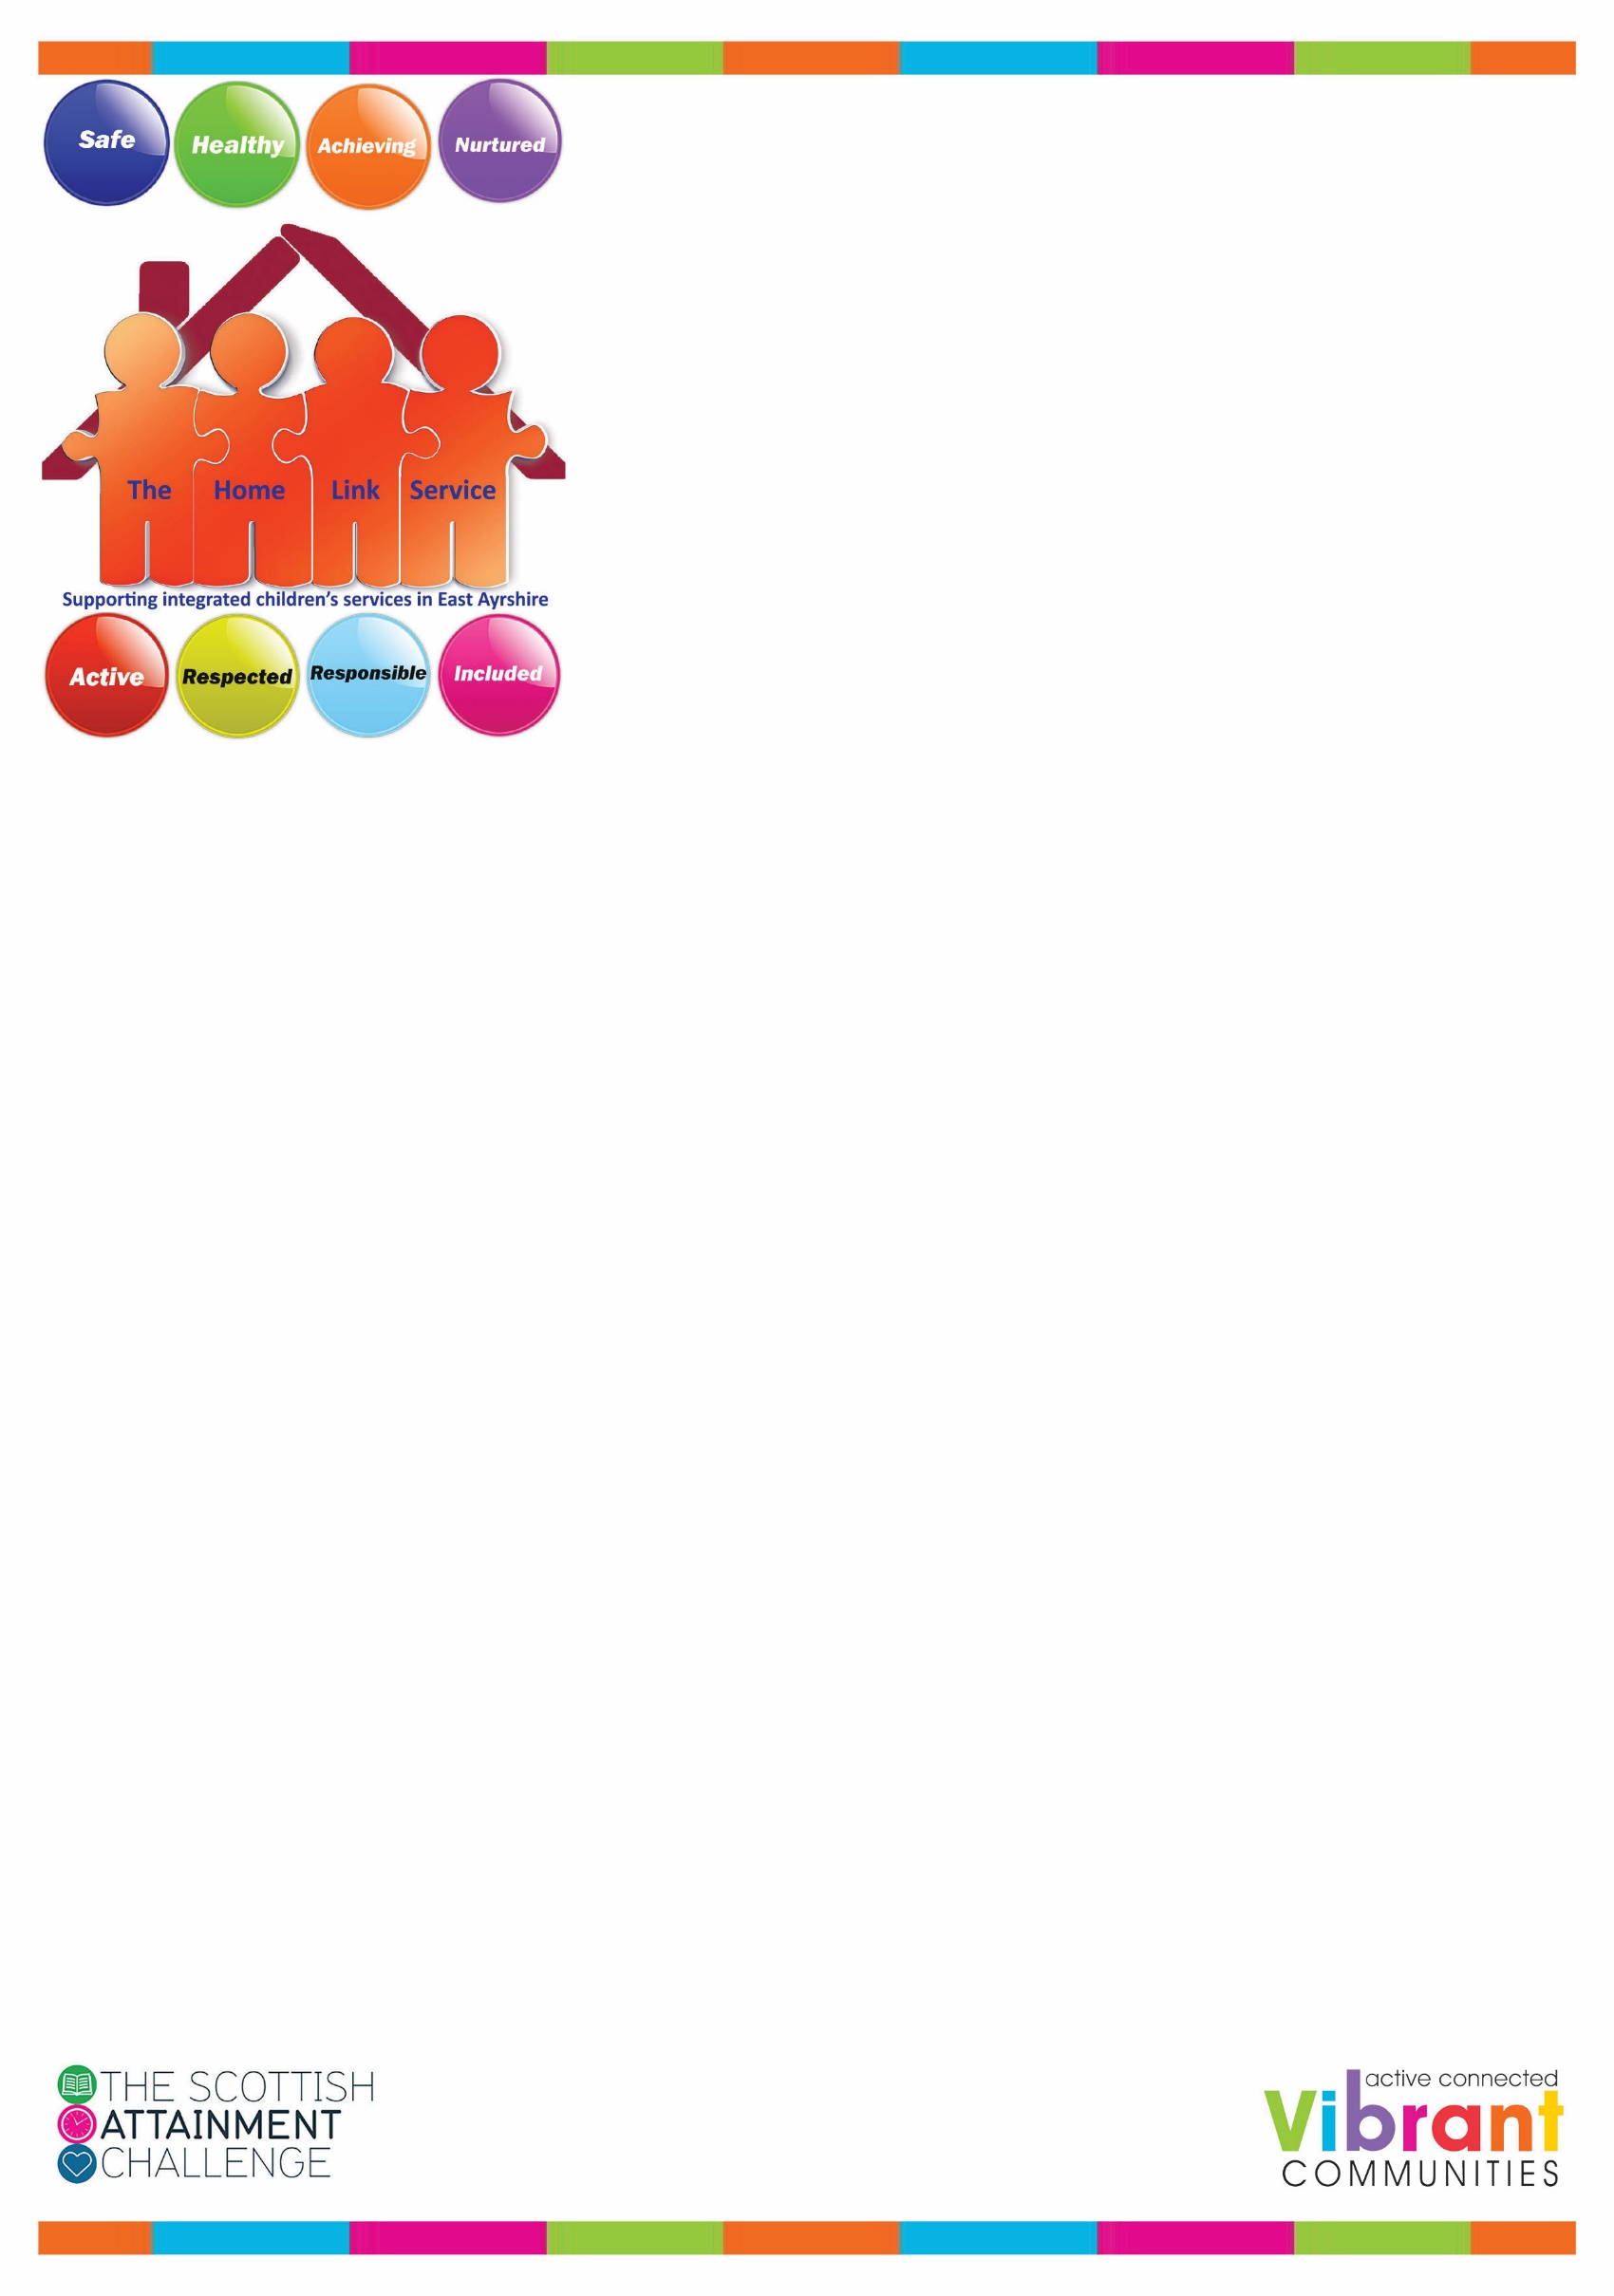 Safe Healthy Achieving Nurtured
The Home Link Service
Supporting integrated children's services in East Ayrshire
Active Respected Responsible Included
THE SCOTTISH
ATTAINMENT
CHALLENGE
active connected
vibrant
COMMUNITIES